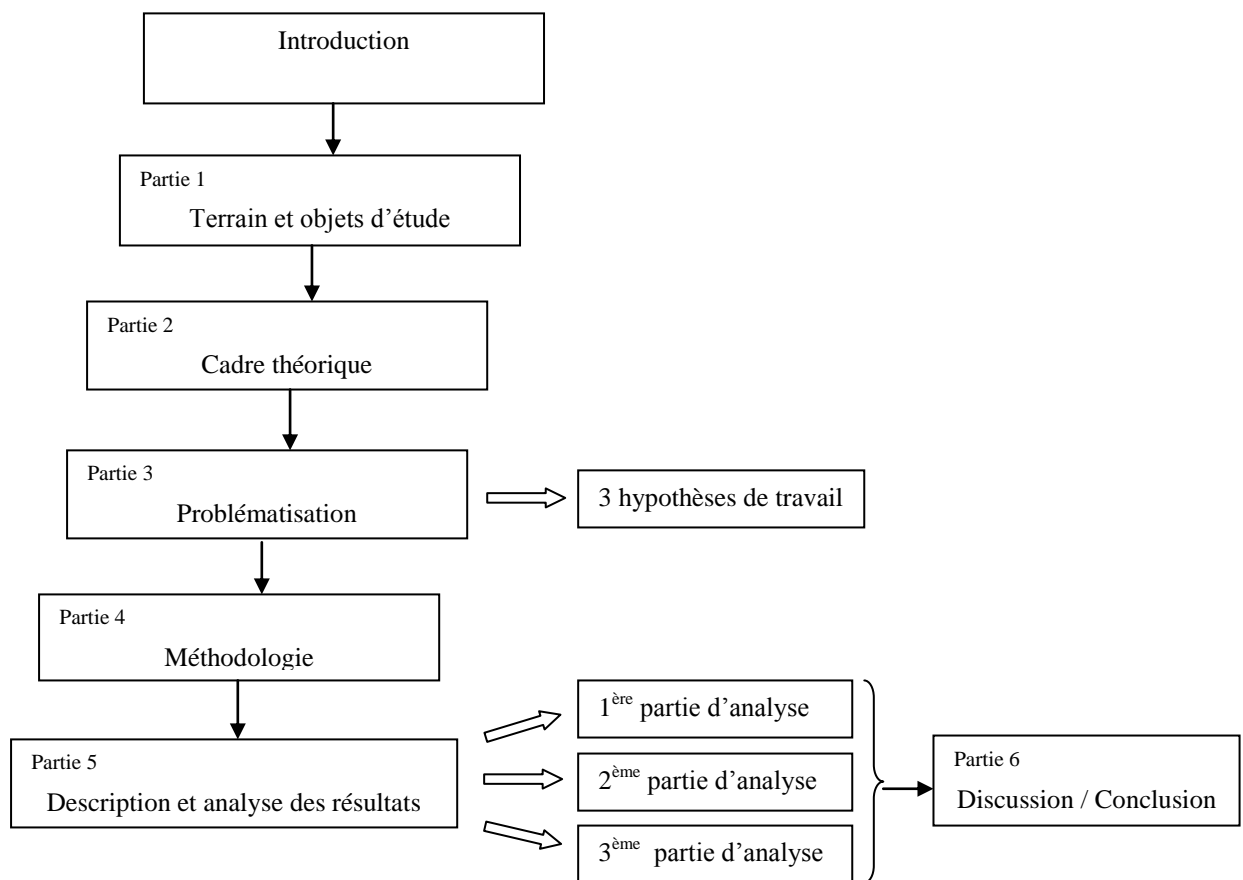 Introduction
Partie 1
Terrain et objets d’étude
Partie 2
Cadre théorique
Partie 3
Problématisation
3 hypothèses de travail
Partie 4
Méthodologie
Partie 5
Description et analyse des résultats
1ère partie d’analyse
2ème partie d’analyse
3ème partie d’analyse
Partie 6
Discussion / Conclusion